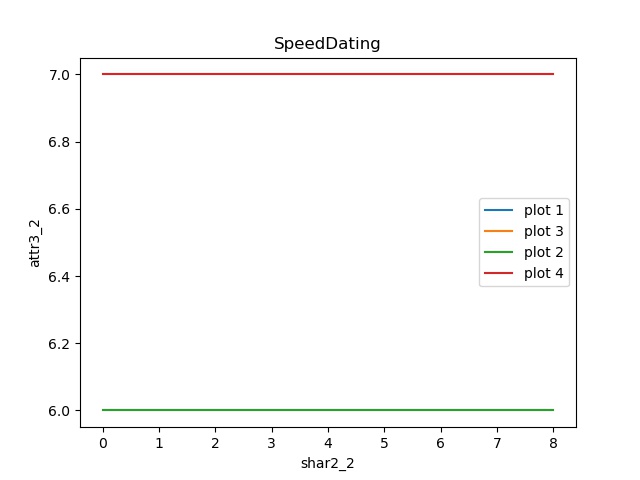 SpeedDating
7.0
6.8
6.6
6.4
6.2
6.0
attr3_2
plot 1
plot 3
plot 2
plot 4
0 1 2 3 4 5 6 7 8
shar2_2